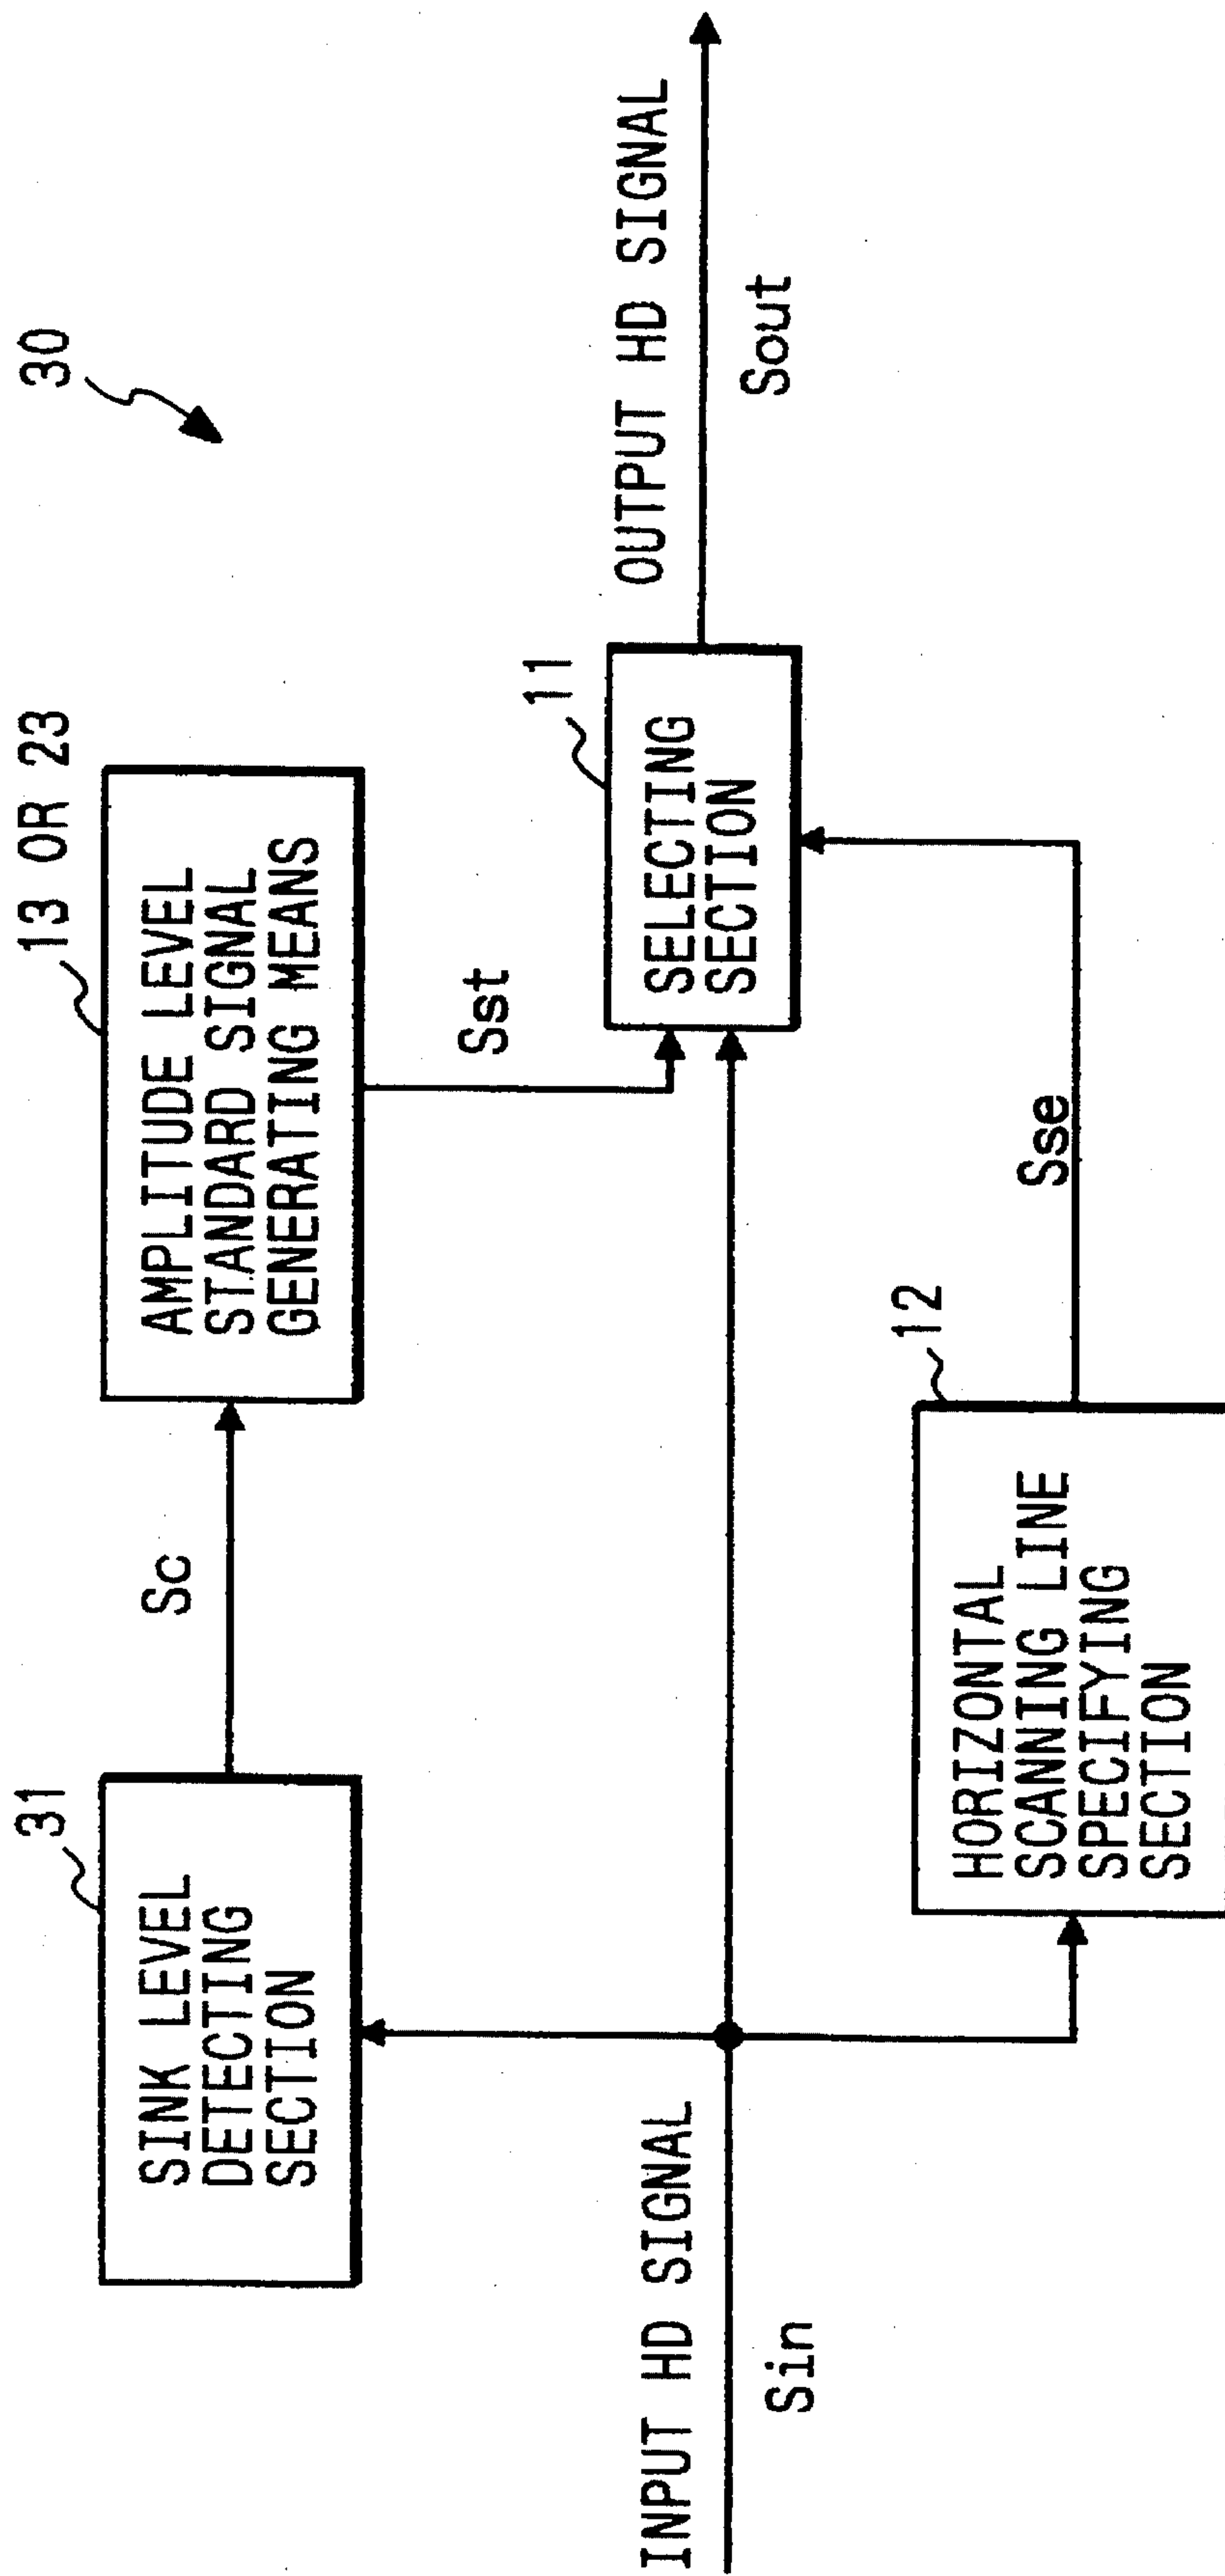 30
31
SINK LEVEL
DETECTING
SECTION
Sc
13 OR 23
AMPLITUDE LEVEL
STANDARD SIGNAL
GENERATING MEANS
Sst
INPUT HD SIGNAL
Sin
11
SELECTING
SECTION
OUTPUT HD SIGNAL
Sout
12
HORIZONTAL
SCANNING LINE
SPECIFYING
SECTION
Sse